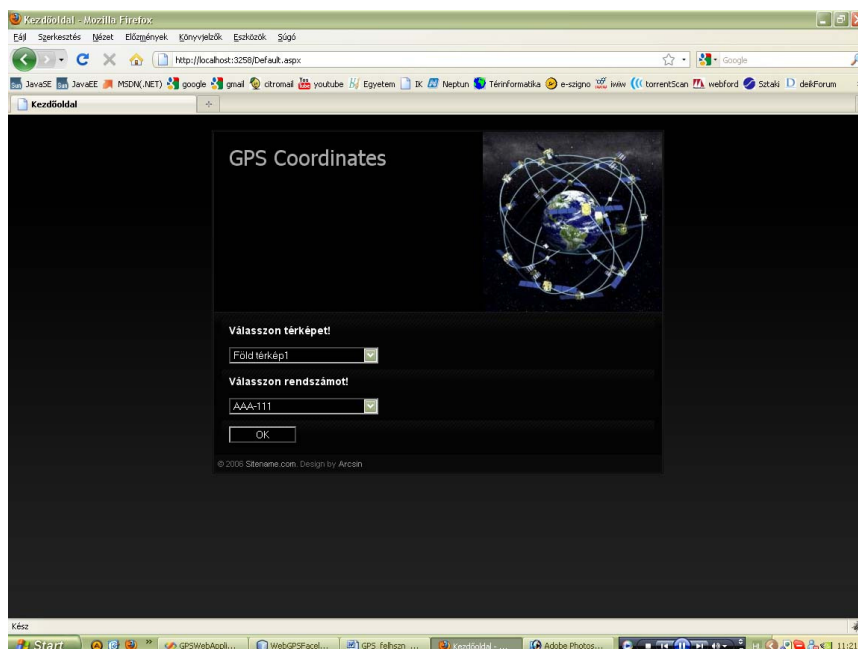 Kezdőoldal - Mozilla Firefox
Fájl Szerkesztés Nézet Előzmények Könyvjelzők Eszközök Súgó
http://localhost:3258/Default.aspx
Google
JavaSE JavaEE MSDN(.NET) google gmail citromail youtube Egyetem IK Neptun Térinformatika e-szigno iwiw torrentScan webford Sztaki deikForum
Kezdőoldal
GPS Coordinates
Válasszon térképet!
Föld térkép1
Válasszon rendszámot!
AAA-111
OK
© 2006 Sitename.com. Design by Arcsin
Kész
Start GPSWebAppli... WebGPSFacel... GPS_felhszn ... Kezdőoldal - ... Adobe Photos... 11:21